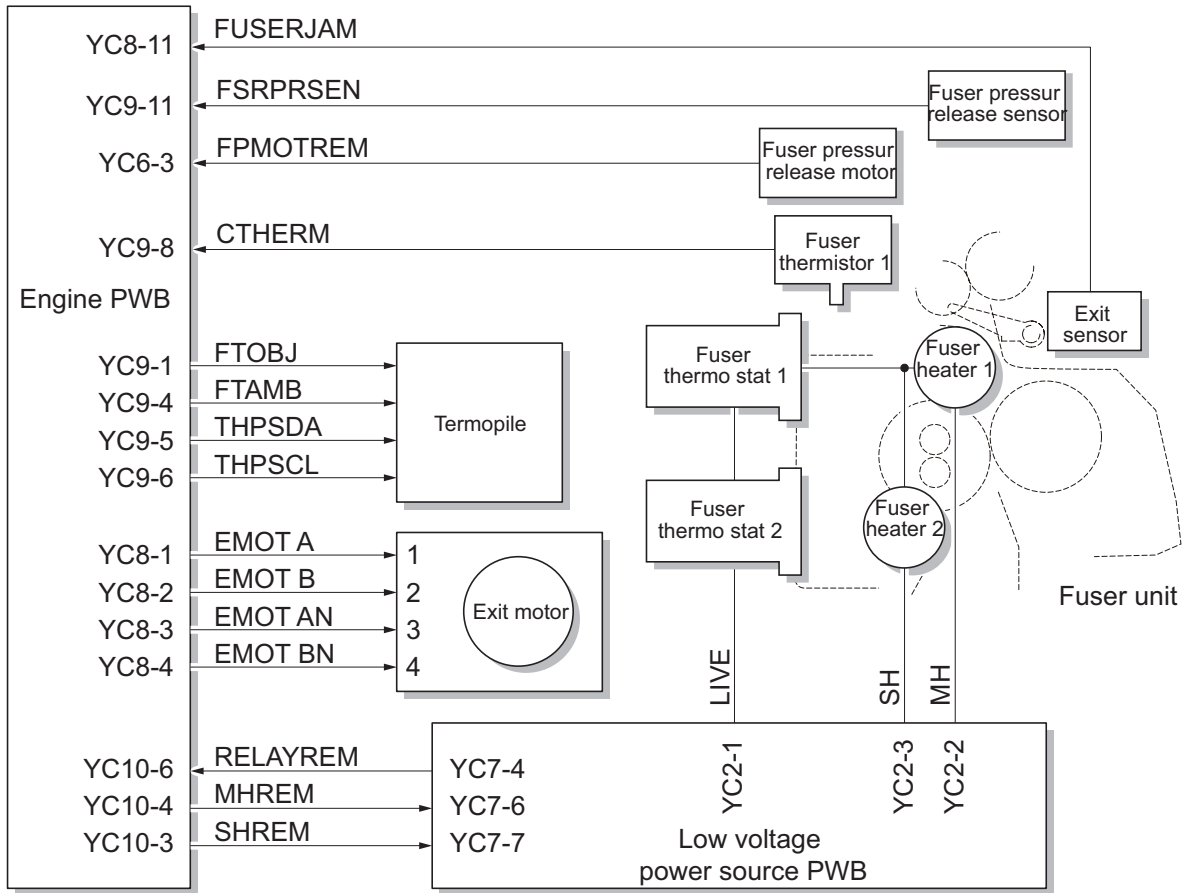 YC8-11
FUSERJAM
YC9-11
FSRPRSEN
Fuser pressur
release sensor
YC6-3
FPMOTREM
Fuser pressur
release motor
YC9-8
CTHERM
Fuser
thermistor 1
Engine PWB
Exit
sensor
Fuser
thermo stat 1
Fuser
heater 1
YC9-1
FTOBJ
YC9-4
FTAMB
YC9-5
THPSDA
YC9-6
THPSCL
Termopile
Fuser
thermo stat 2
Fuser
heater 2
Fuser unit
YC8-1
EMOT A
1
YC8-2
EMOT B
2
YC8-3
EMOT AN
3
YC8-4
EMOT BN
4
Exit motor
LIVE
SH
MH
YC10-6
RELAYREM
YC7-4
YC10-4
MHREM
YC7-6
YC10-3
SHREM
YC7-7
YC2-1
YC2-3
YC2-2
Low voltage
power source PWB